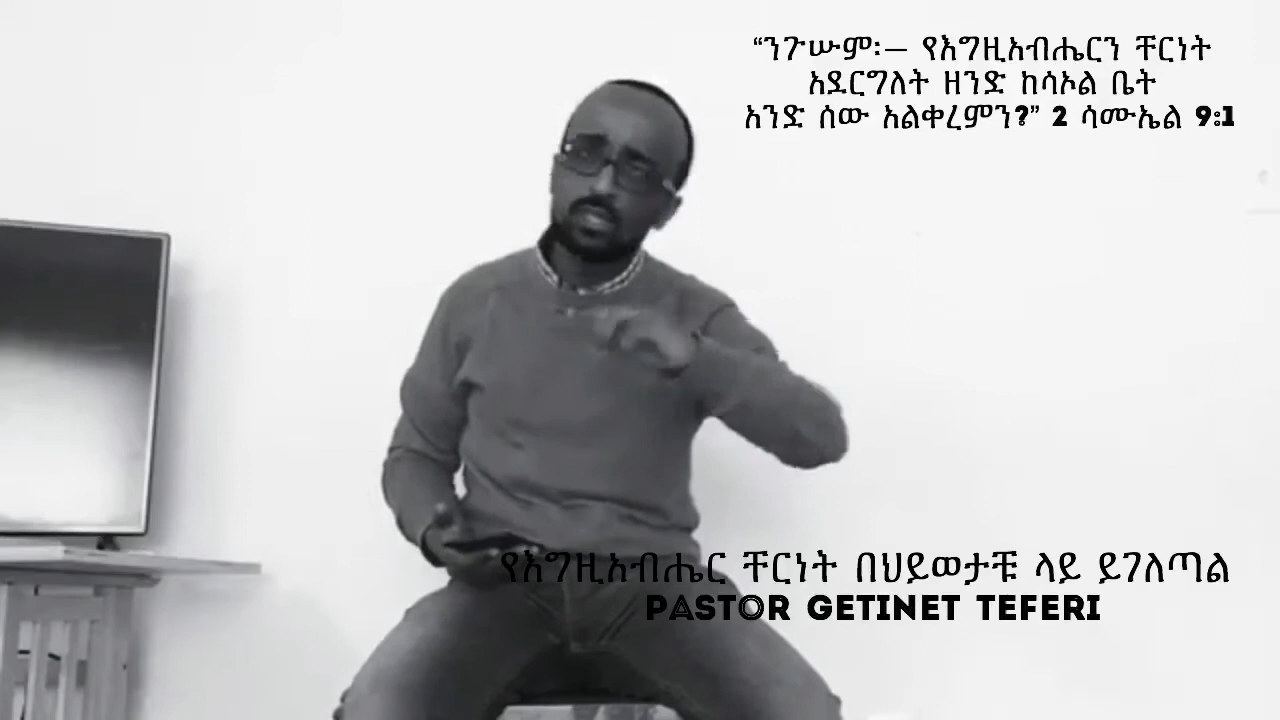 “ንጉሡም፡— የእግዚአብሔርን ቸርነት
አደርግለት ዘንድ ከሳኦል ቤት
አንድ ሰው አልቀረምን?” 2 ሳሙኤል 9፥1
የእግዚአብሔር ቸርነት በህይወታቹ ላይ ይገለጣል
PASTOR GETINET TEFERI